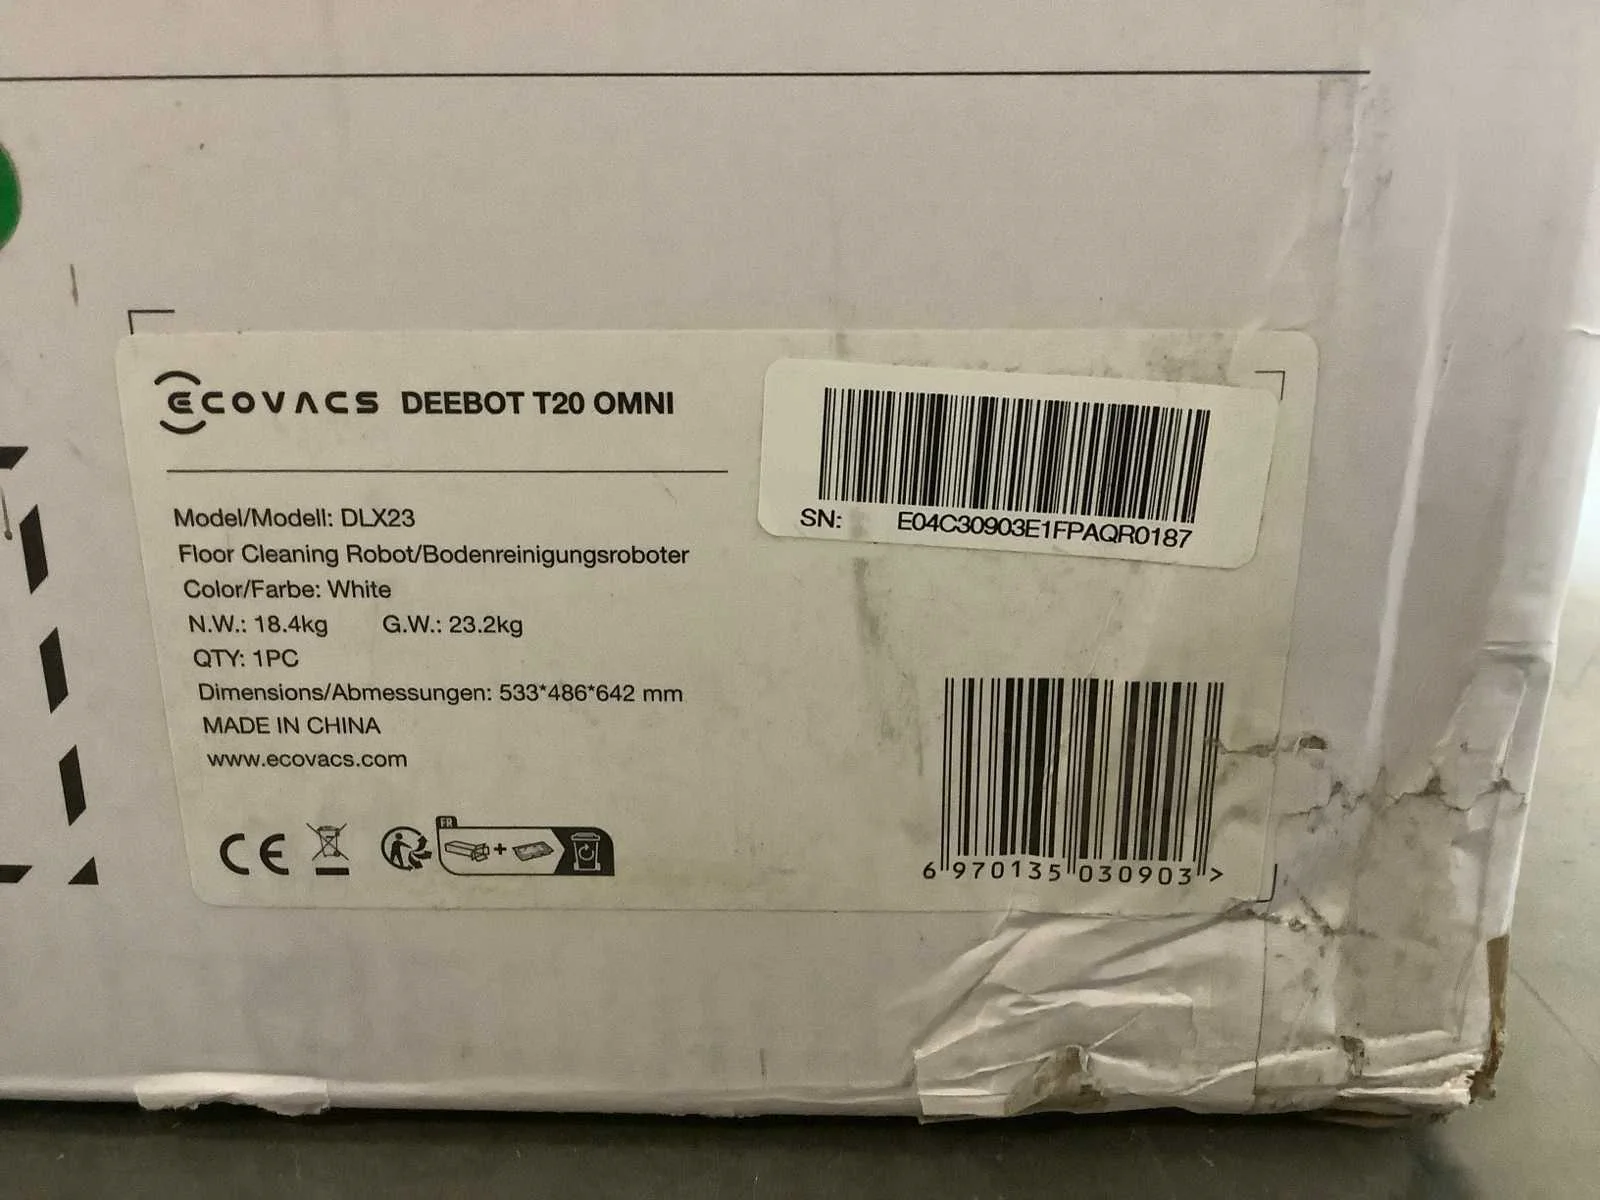 ECOVACS DEEBOT T20 OMNI
Model/Modell: DLX23
Floor Cleaning Robot/Bodenreinigungsroboter
Color/Farbe: White
N.W.: 18.4kg G.W.: 23.2kg
QTY: 1PC
Dimensions/Abmessungen: 533*486*642 mm
MADE IN CHINA
www.ecovacs.com
CE
FR
+
SN: E04C30903E1FPAQR0187
6 970135 030903 >